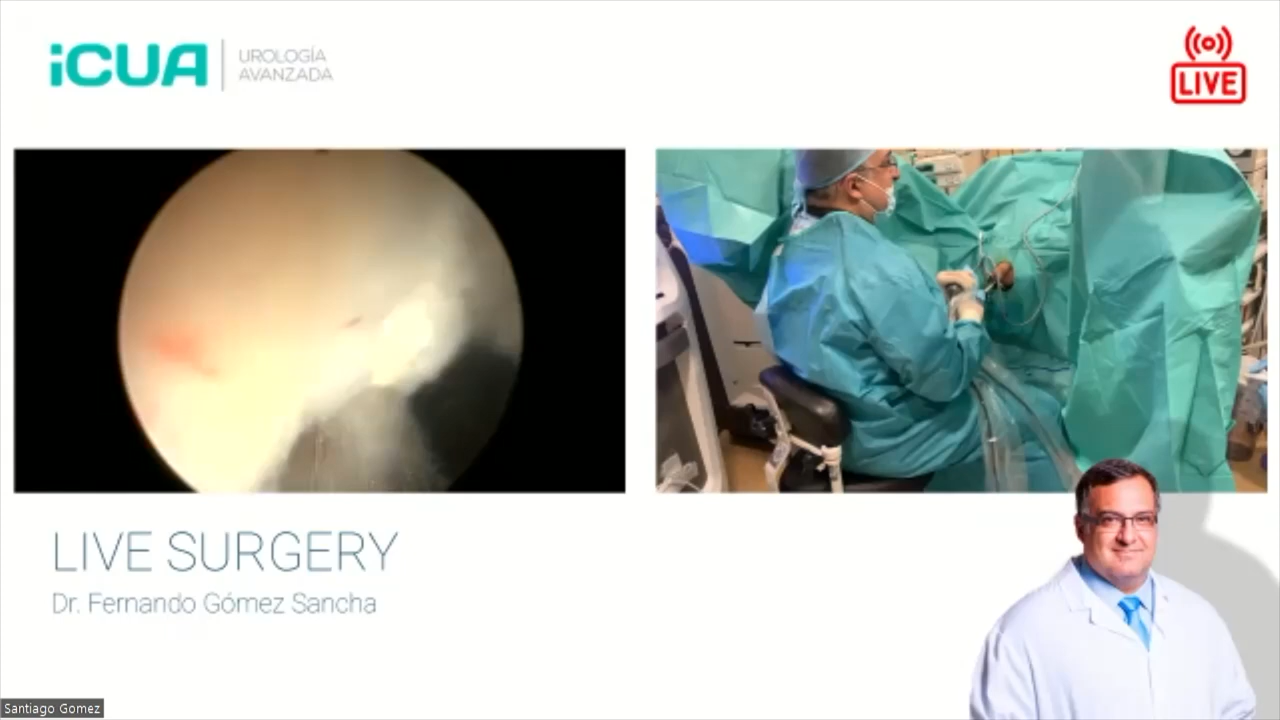 iCUA
UROLOGÍA
AVANZADA
LIVE
LIVE SURGERY
Dr. Fernando Gómez Sancha
Santiago Gomez